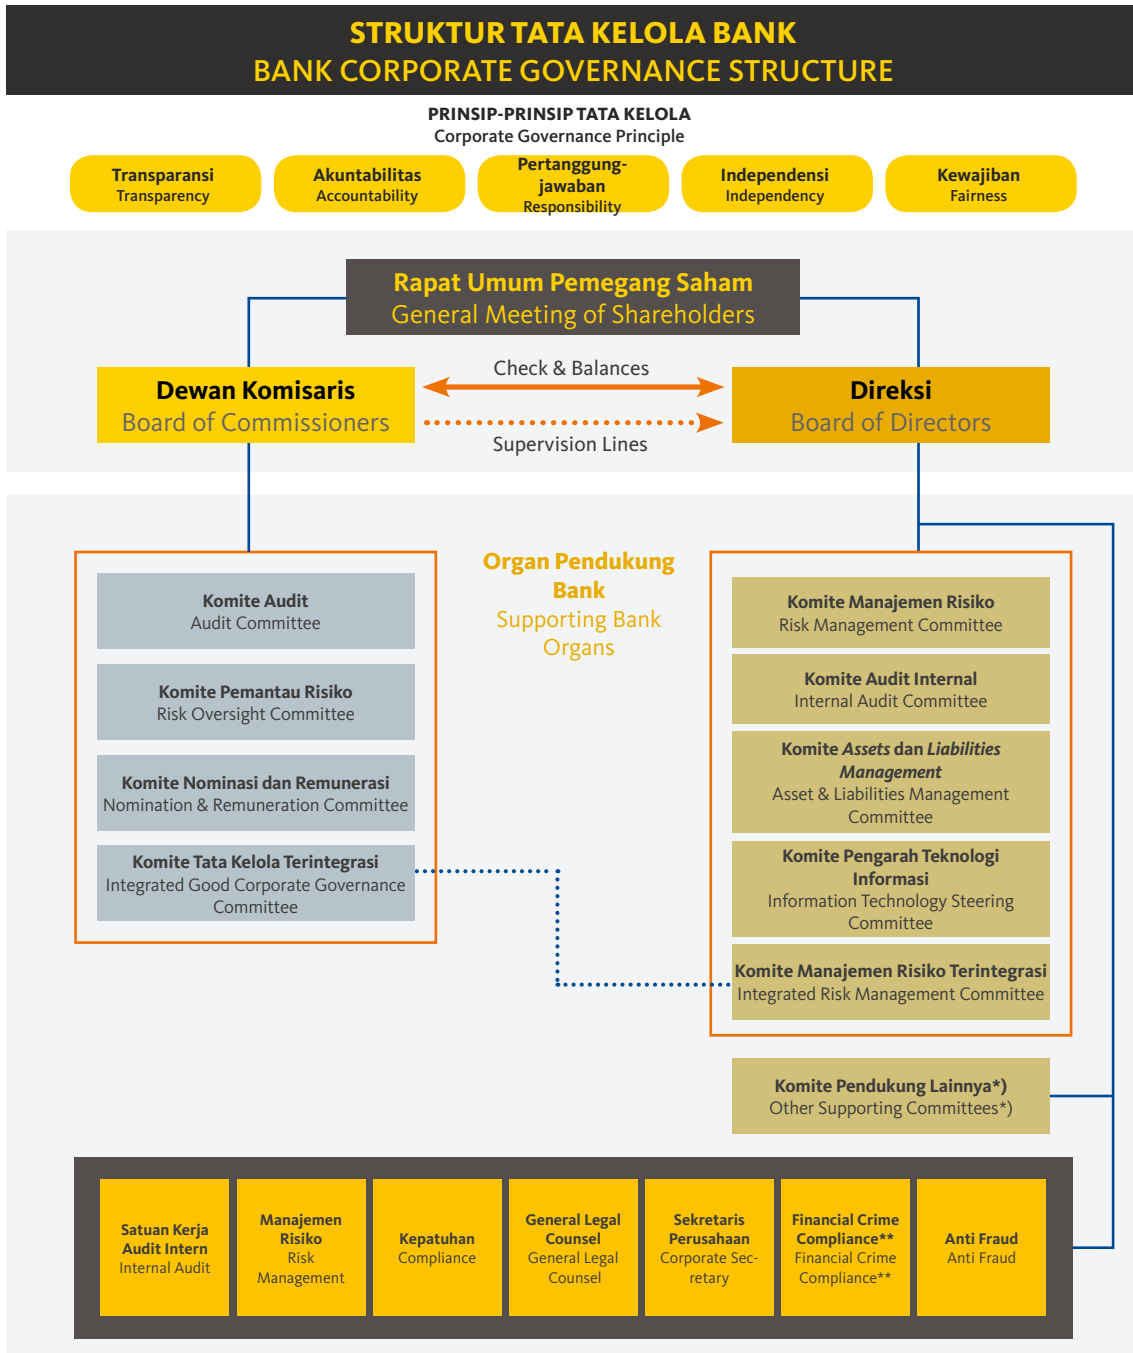 STRUKTUR TATA KELOLA BANK
BANK CORPORATE GOVERNANCE STRUCTURE
PRINSIP-PRINSIP TATA KELOLA
Corporate Governance Principle
Transparansi
Transparency
Akuntabilitas
Accountability
Pertanggung-
jawaban
Responsibility
Independensi
Independency
Kewajiban
Fairness
Rapat Umum Pemegang Saham
General Meeting of Shareholders
Dewan Komisaris
Board of Commissioners
Check & Balances
Supervision Lines
Direksi
Board of Directors
Organ Pendukung
Bank
Supporting Bank
Organs
Komite Audit
Audit Committee
Komite Pemantau Risiko
Risk Oversight Committee
Komite Nominasi dan Remunerasi
Nomination & Remuneration Committee
Komite Tata Kelola Terintegrasi
Integrated Good Corporate Governance
Committee
Komite Manajemen Risiko
Risk Management Committee
Komite Audit Internal
Internal Audit Committee
Komite Assets dan Liabilities
Management
Asset & Liabilities Management
Committee
Komite Pengarah Teknologi
Informasi
Information Technology Steering
Committee
Komite Manajemen Risiko Terintegrasi
Integrated Risk Management Committee
Komite Pendukung Lainnya*)
Other Supporting Committees*)
Satuan Kerja
Audit Intern
Internal Audit
Manajemen
Risiko
Risk
Management
Kepatuhan
Compliance
General Legal
Counsel
General Legal
Counsel
Sekretaris
Perusahaan
Corporate Sec-
retary
Financial Crime
Compliance**
Financial Crime
Compliance**
Anti Fraud
Anti Fraud